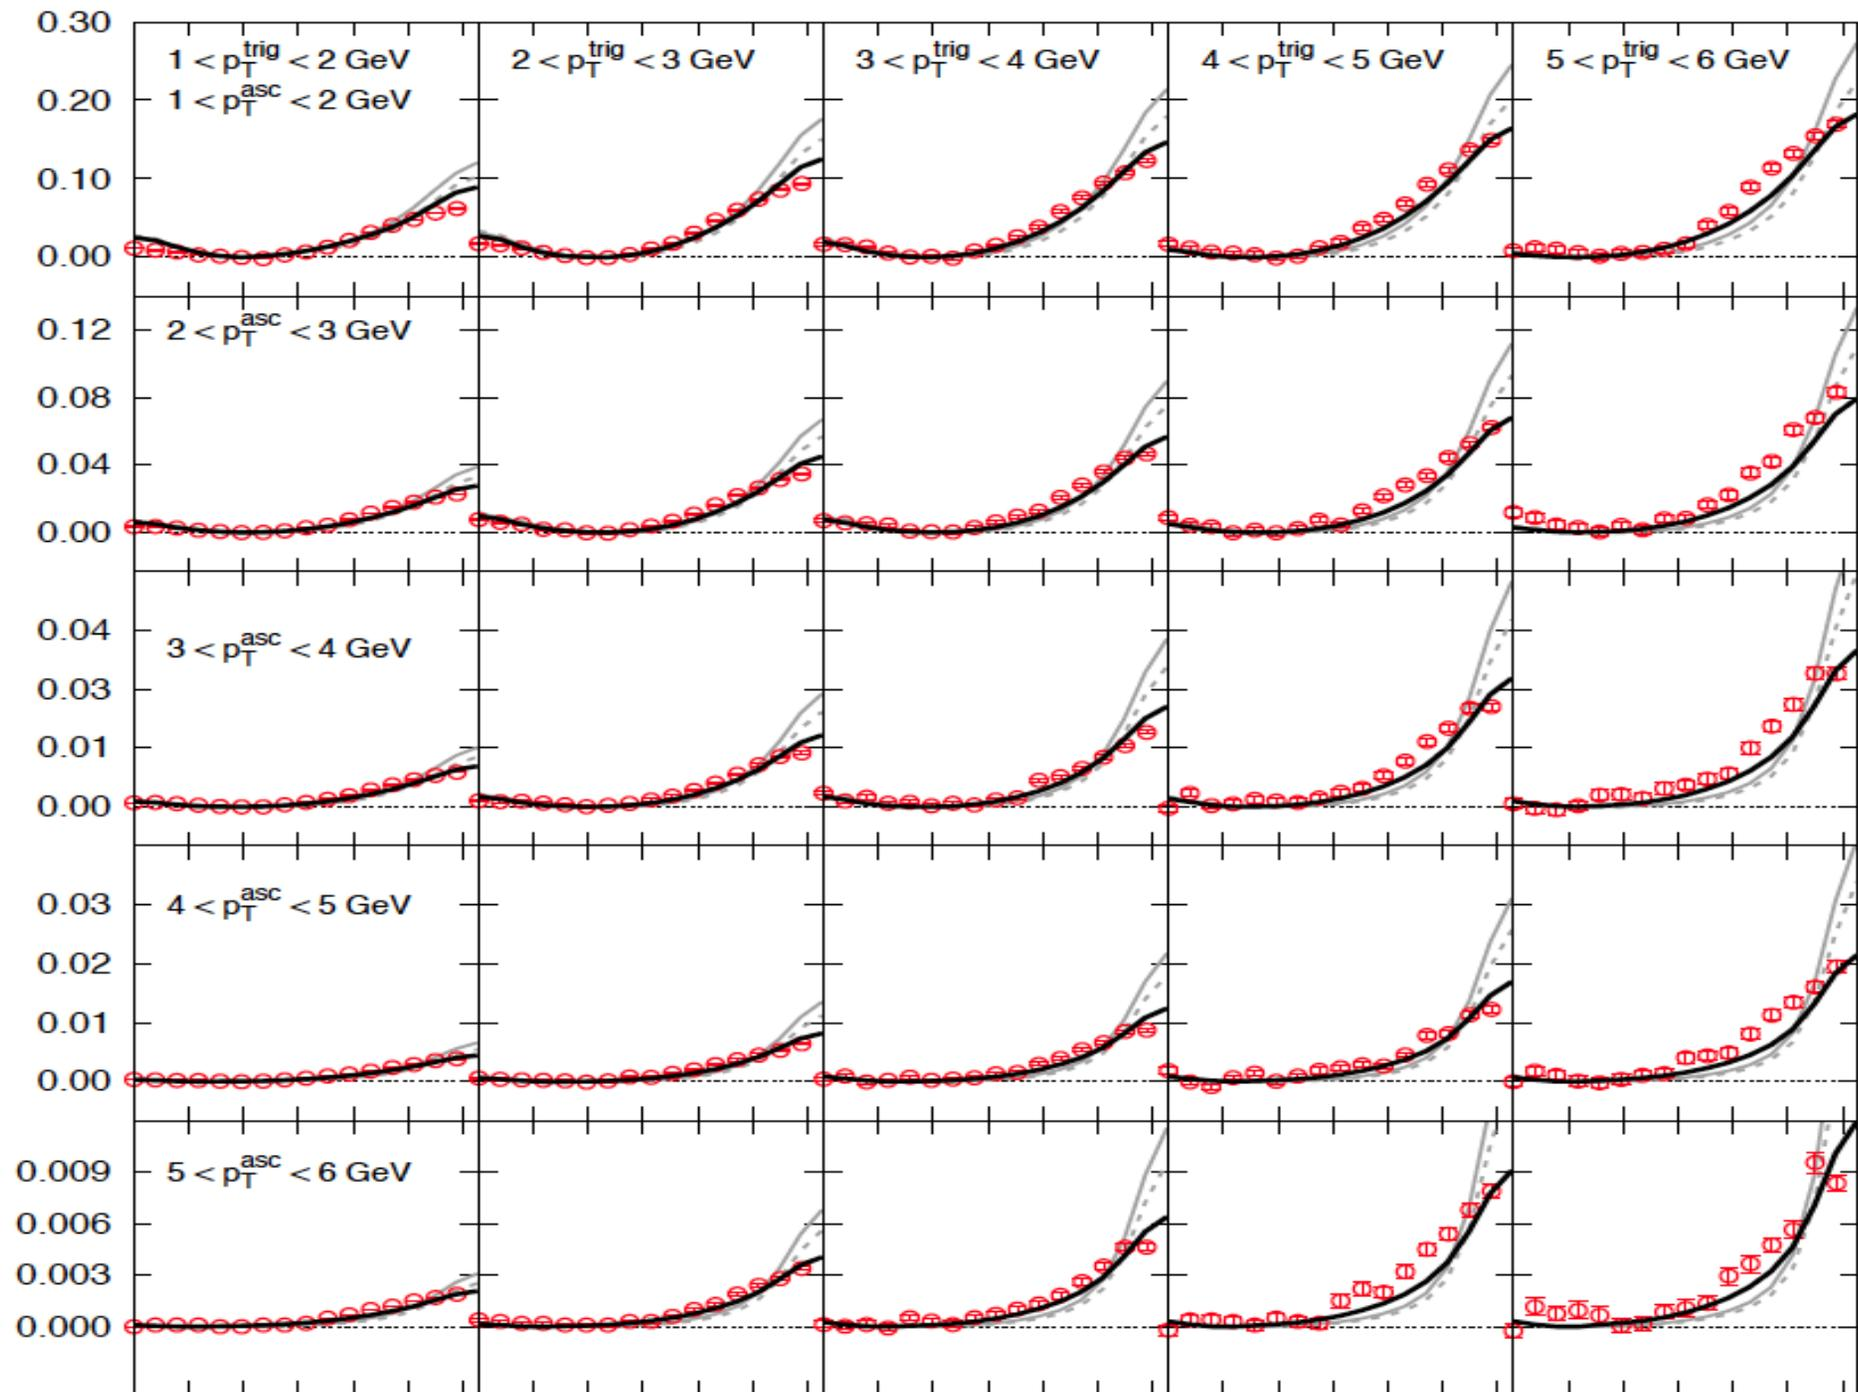 0.30
1 < p_T^trig < 2 GeV 2 < p_T^trig < 3 GeV 3 < p_T^trig < 4 GeV 4 < p_T^trig < 5 GeV 5 < p_T^trig < 6 GeV
0.20 1 < p_T^asc < 2 GeV
0.10
0.00
0.12 2 < p_T^asc < 3 GeV
0.08
0.04
0.00
0.04
3 < p_T^asc < 4 GeV
0.03
0.01
0.00
0.03 4 < p_T^asc < 5 GeV
0.02
0.01
0.00
0.009 5 < p_T^asc < 6 GeV
0.006
0.003
0.000